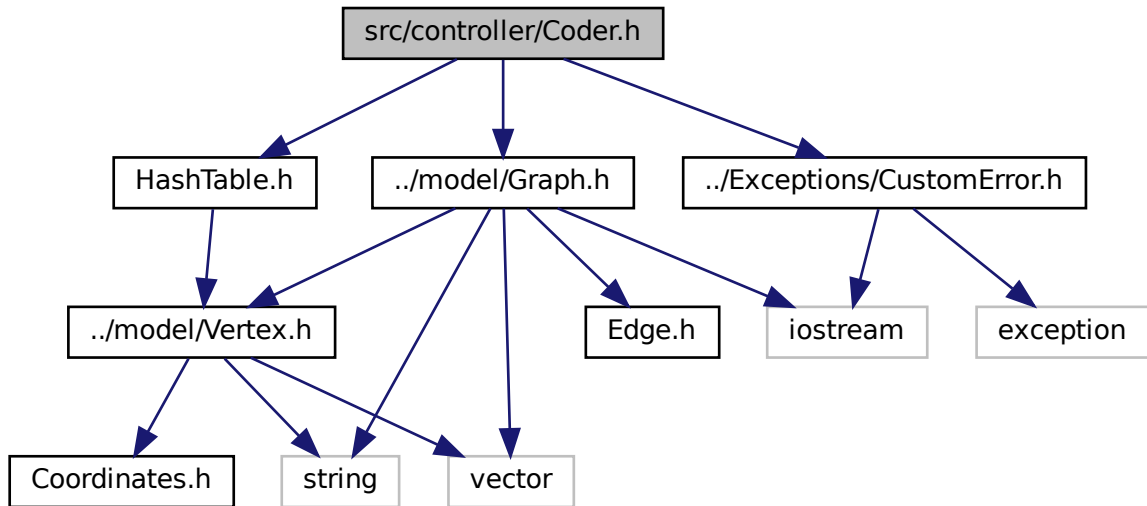 src/controller/Coder.h
HashTable.h
../model/Graph.h
../Exceptions/CustomError.h
../model/Vertex.h
Edge.h
iostream
exception
Coordinates.h
string
vector